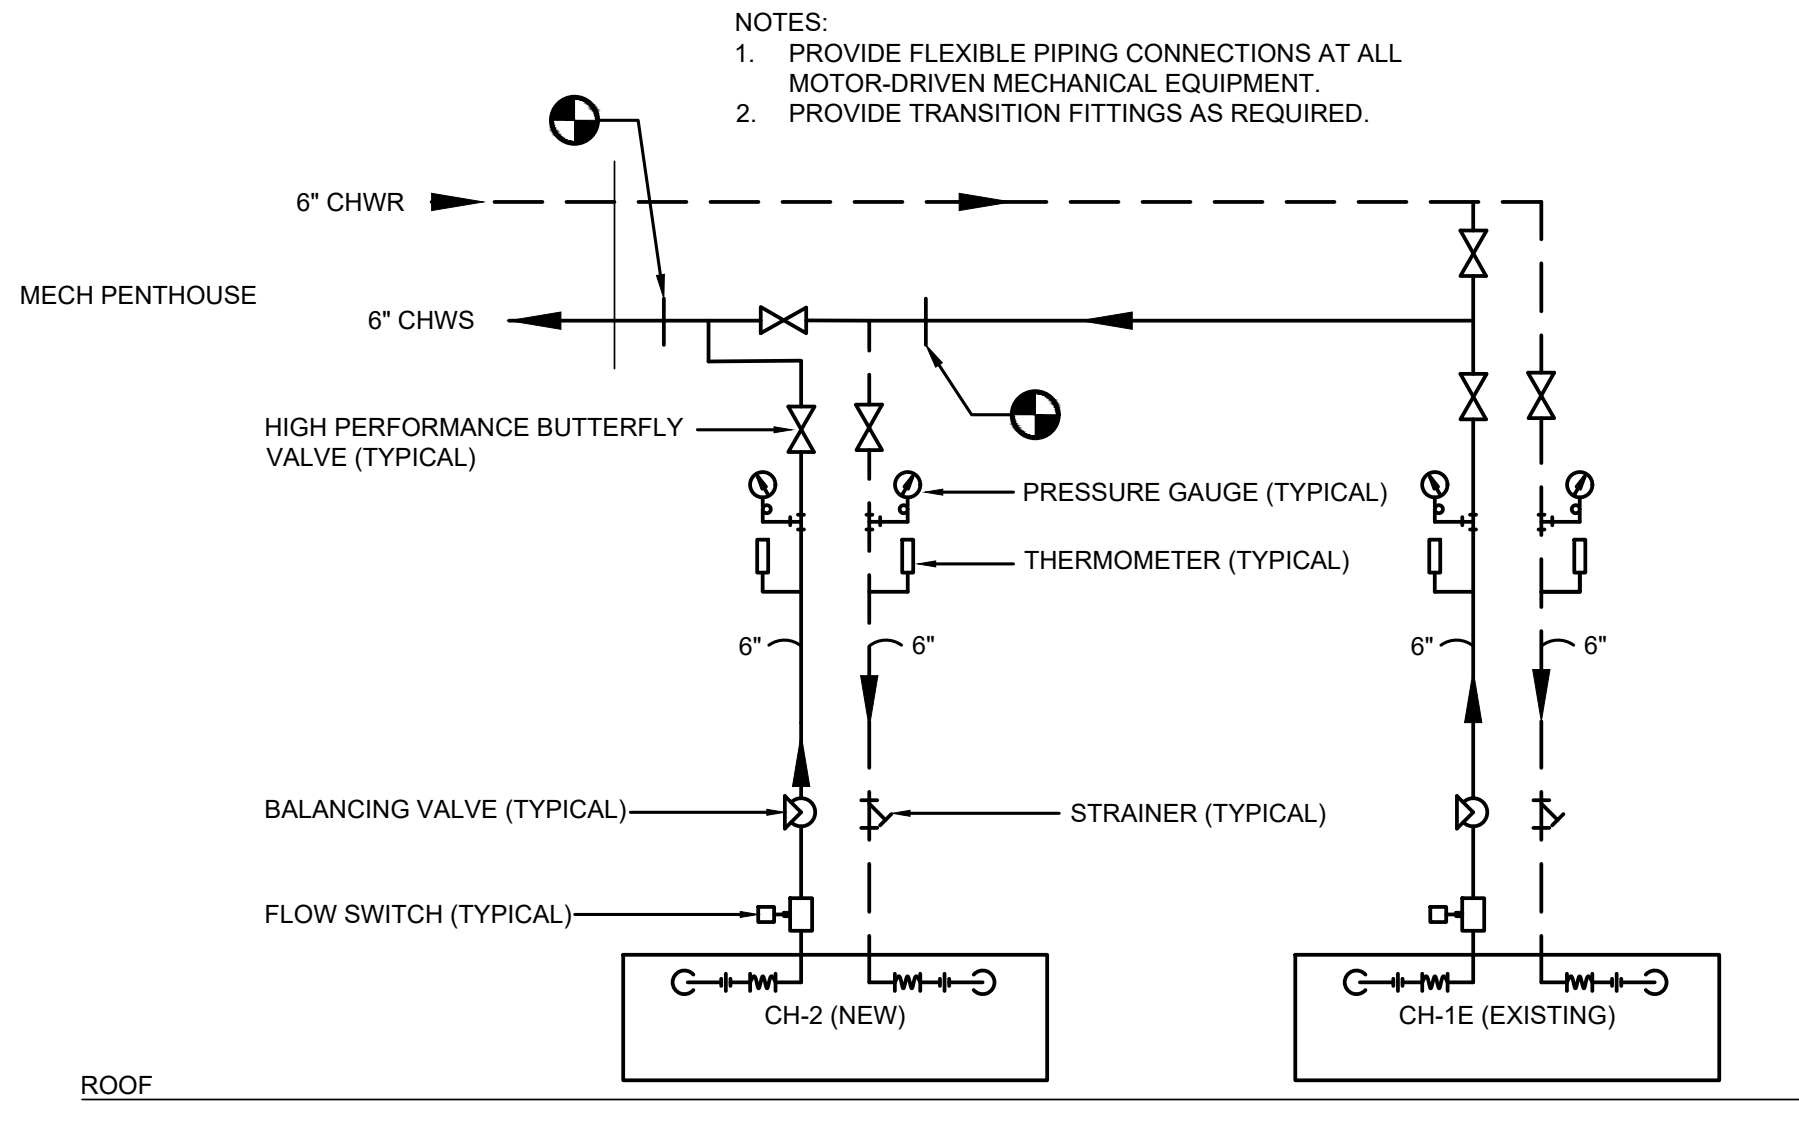 NOTES:
1. PROVIDE FLEXIBLE PIPING CONNECTIONS AT ALL
MOTOR-DRIVEN MECHANICAL EQUIPMENT.
2. PROVIDE TRANSITION FITTINGS AS REQUIRED.
6" CHWR
MECH PENTHOUSE
6" CHWS
HIGH PERFORMANCE BUTTERFLY
VALVE (TYPICAL)
PRESSURE GAUGE (TYPICAL)
THERMOMETER (TYPICAL)
6"
6"
6"
6"
BALANCING VALVE (TYPICAL)
STRAINER (TYPICAL)
FLOW SWITCH (TYPICAL)
CH-2 (NEW)
CH-1E (EXISTING)
ROOF